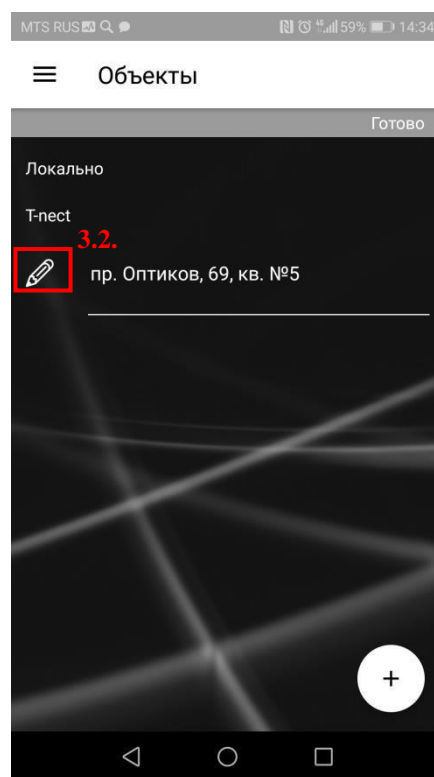 MTS RUS 59% 14:34
Объекты
Готово
Локально
T-nect
3.2.
пр. Оптиков, 69, кв. №5
+